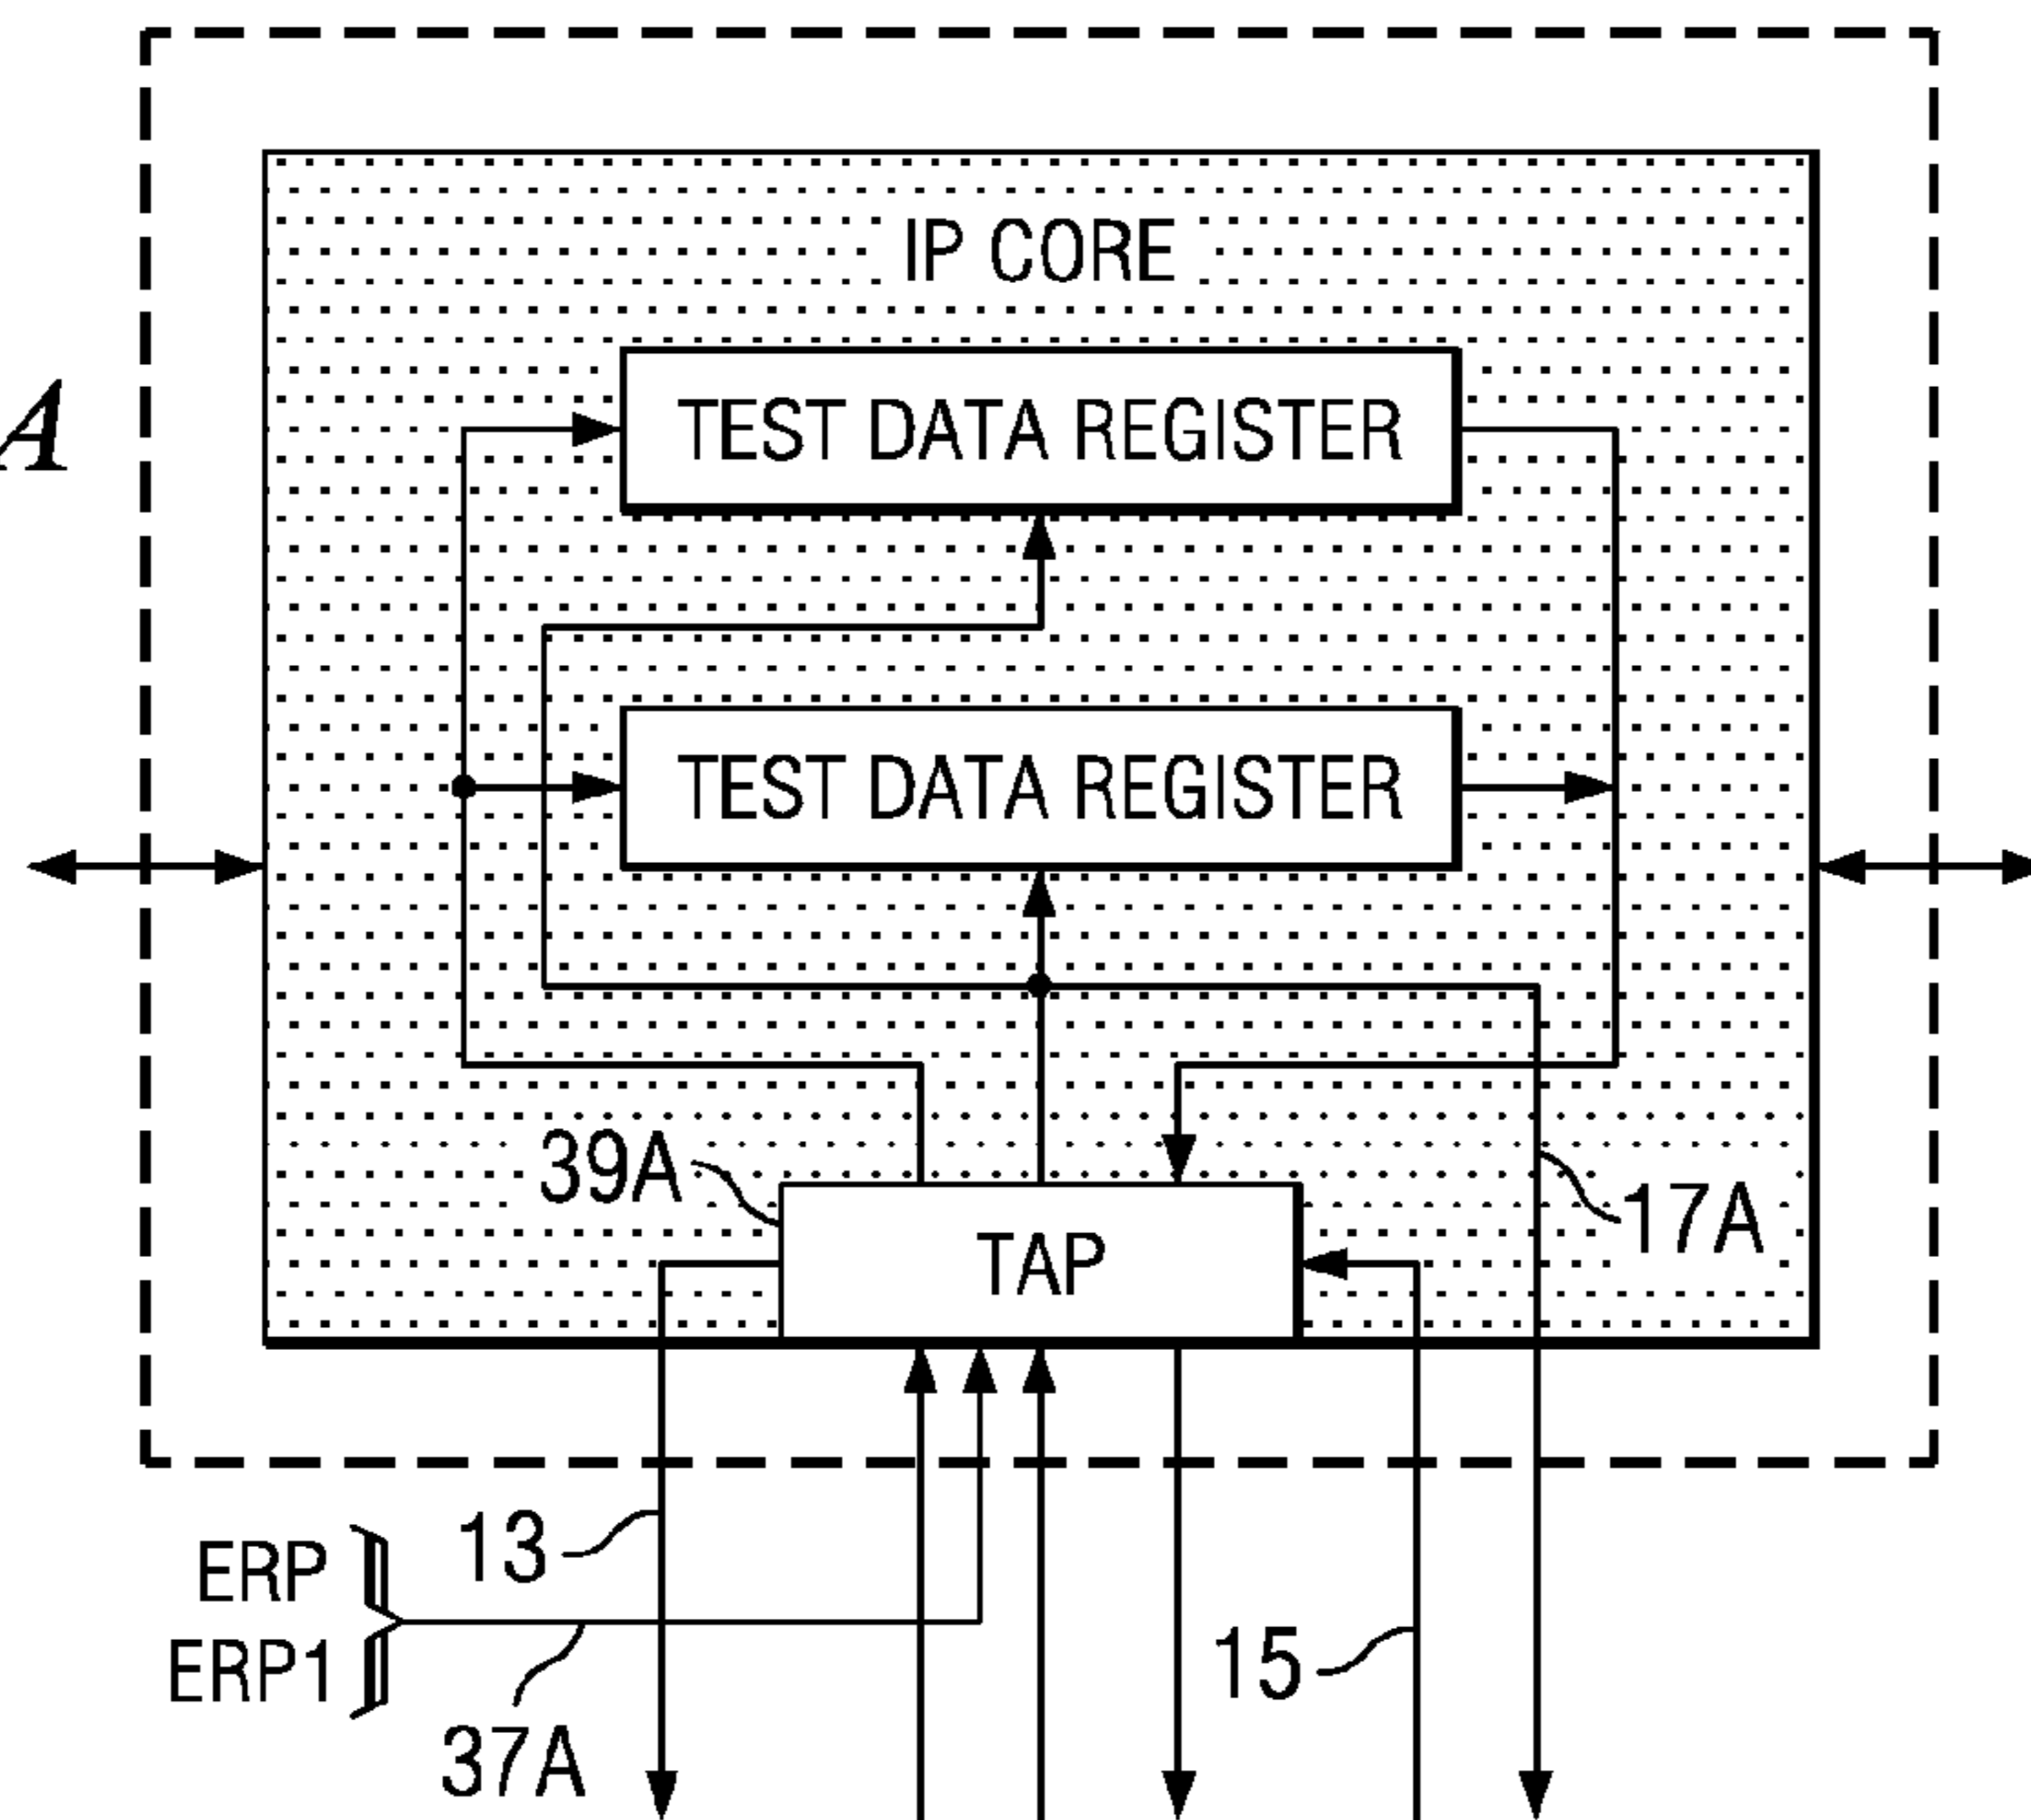 IP CORE
A
TEST DATA REGISTER
TEST DATA REGISTER
39A
17A
TAP
13
ERP
ERP1
15
37A